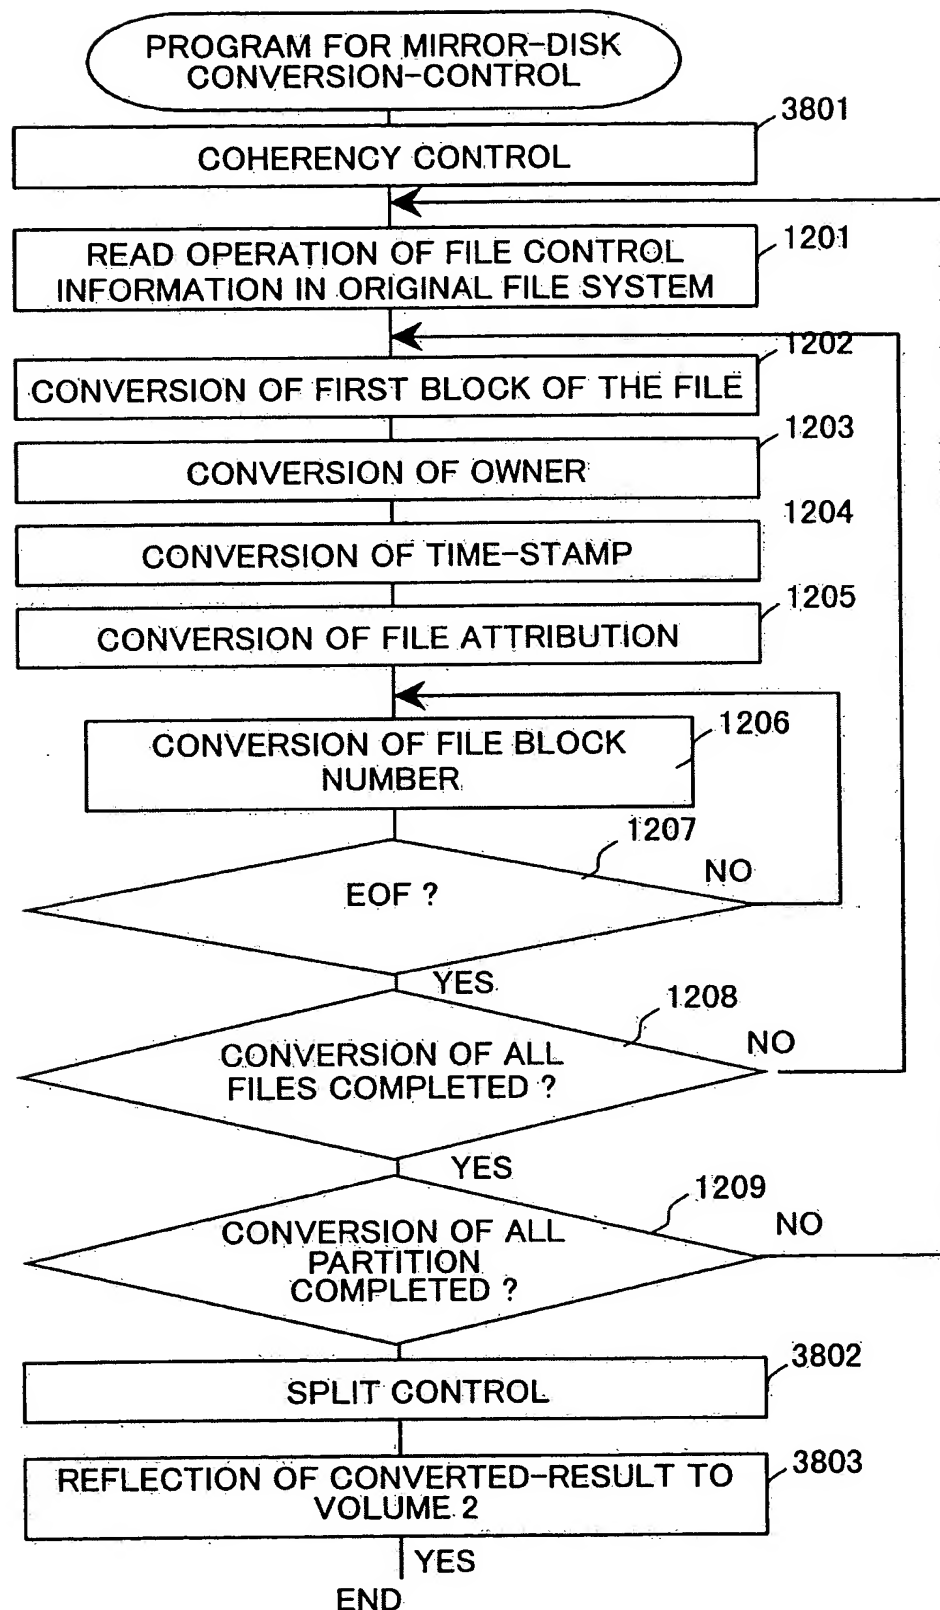 PROGRAM FOR MIRROR-DISK
CONVERSION-CONTROL
3801
COHERENCY CONTROL
1201
READ OPERATION OF FILE CONTROL
INFORMATION IN ORIGINAL FILE SYSTEM
1202
CONVERSION OF FIRST BLOCK OF THE FILE
1203
CONVERSION OF OWNER
1204
CONVERSION OF TIME-STAMP
1205
CONVERSION OF FILE ATTRIBUTION
1206
CONVERSION OF FILE BLOCK
NUMBER
1207
NO
EOF ?
YES
1208
NO
CONVERSION OF ALL
FILES COMPLETED ?
YES
1209
NO
CONVERSION OF ALL
PARTITION
COMPLETED ?
3802
SPLIT CONTROL
3803
REFLECTION OF CONVERTED-RESULT TO
VOLUME 2
YES
END